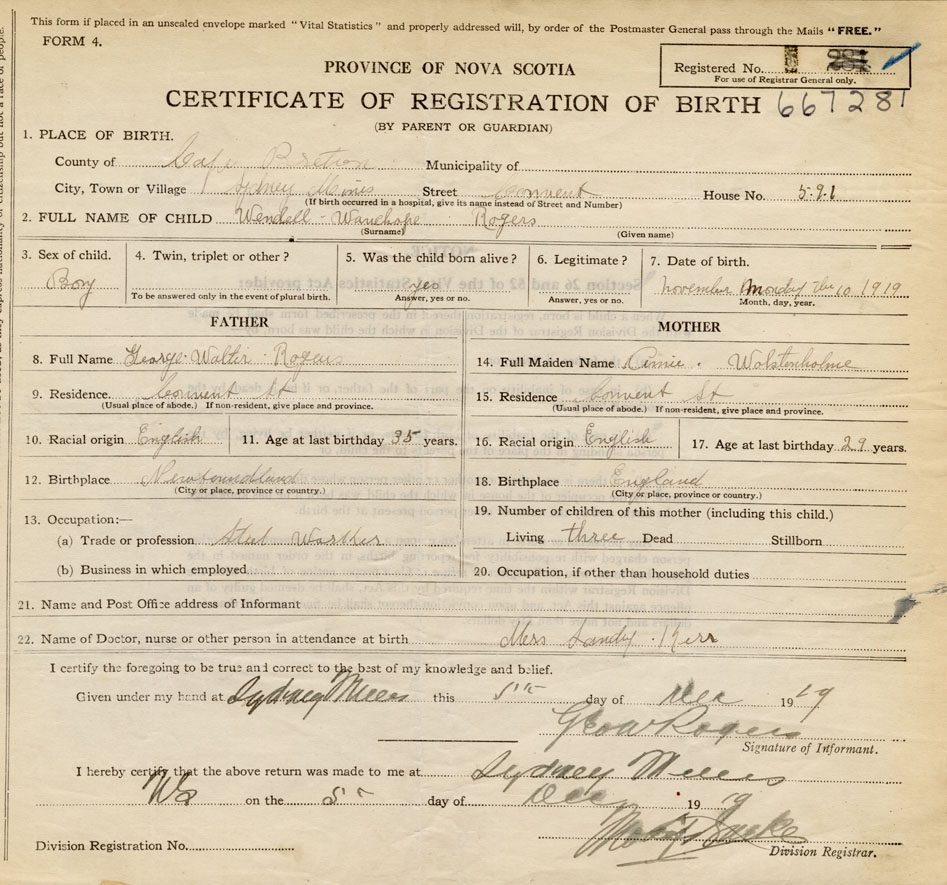 This form if placed in an unsealed envelope marked "Vital Statistics" and properly addressed will, by order of the Postmaster General pass through the Mails "FREE."
FORM 4.
Registered No.
For use of Registrar General only.
PROVINCE OF NOVA SCOTIA
CERTIFICATE OF REGISTRATION OF BIRTH 667281
(BY PARENT OR GUARDIAN)
1. PLACE OF BIRTH.
County of Cape Breton Municipality of
City, Town or Village Sydney Mines Street Convent House No. 521
(If birth occurred in a hospital, give its name instead of Street and Number)
2. FULL NAME OF CHILD Wendell Rogers
(Surname) (Given name)
3. Sex of child. 4. Twin, triplet or other? 5. Was the child born alive? 6. Legitimate? 7. Date of birth.
Boy yes November Monday the 10 1919
To be answered only in the event of plural birth. Answer, yes or no. Answer, yes or no. Month, day, year.
FATHER
8. Full Name George Walter Rogers
9. Residence. Convent St
(Usual place of abode.) If non-resident, give place and province.
10. Racial origin English 11. Age at last birthday 35 years.
12. Birthplace Newfoundland
(City or place, province or country.)
13. Occupation:—
(a) Trade or profession Steel Worker
(b) Business in which employed
MOTHER
14. Full Maiden Name Wolstenholme
15. Residence Convent St
(Usual place of abode.) If non-resident, give place and province.
16. Racial origin English 17. Age at last birthday 29 years.
18. Birthplace England
(City or place, province or country.)
19. Number of children of this mother (including this child.)
Living three Dead Stillborn
20. Occupation, if other than household duties
21. Name and Post Office address of Informant
22. Name of Doctor, nurse or other person in attendance at birth Kerr
I certify the foregoing to be true and correct to the best of my knowledge and belief.
Given under my hand at Sydney Mines this 5 day of Dec 1919
Geo W Rogers
Signature of Informant.
I hereby certify that the above return was made to me at Sydney Mines
on the 5 day of Dec 1919
Division Registrar.
Division Registration No.